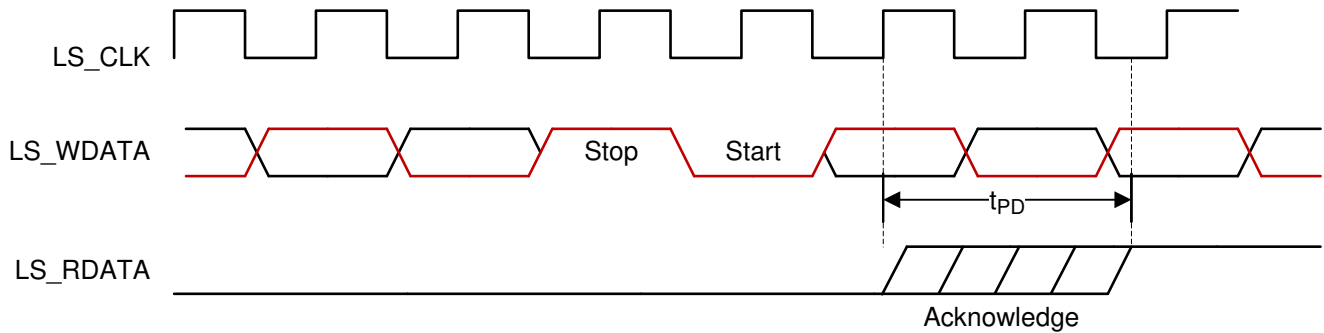 LS_CLK
LS_WDATA
Stop
Start
tPD
LS_RDATA
Acknowledge